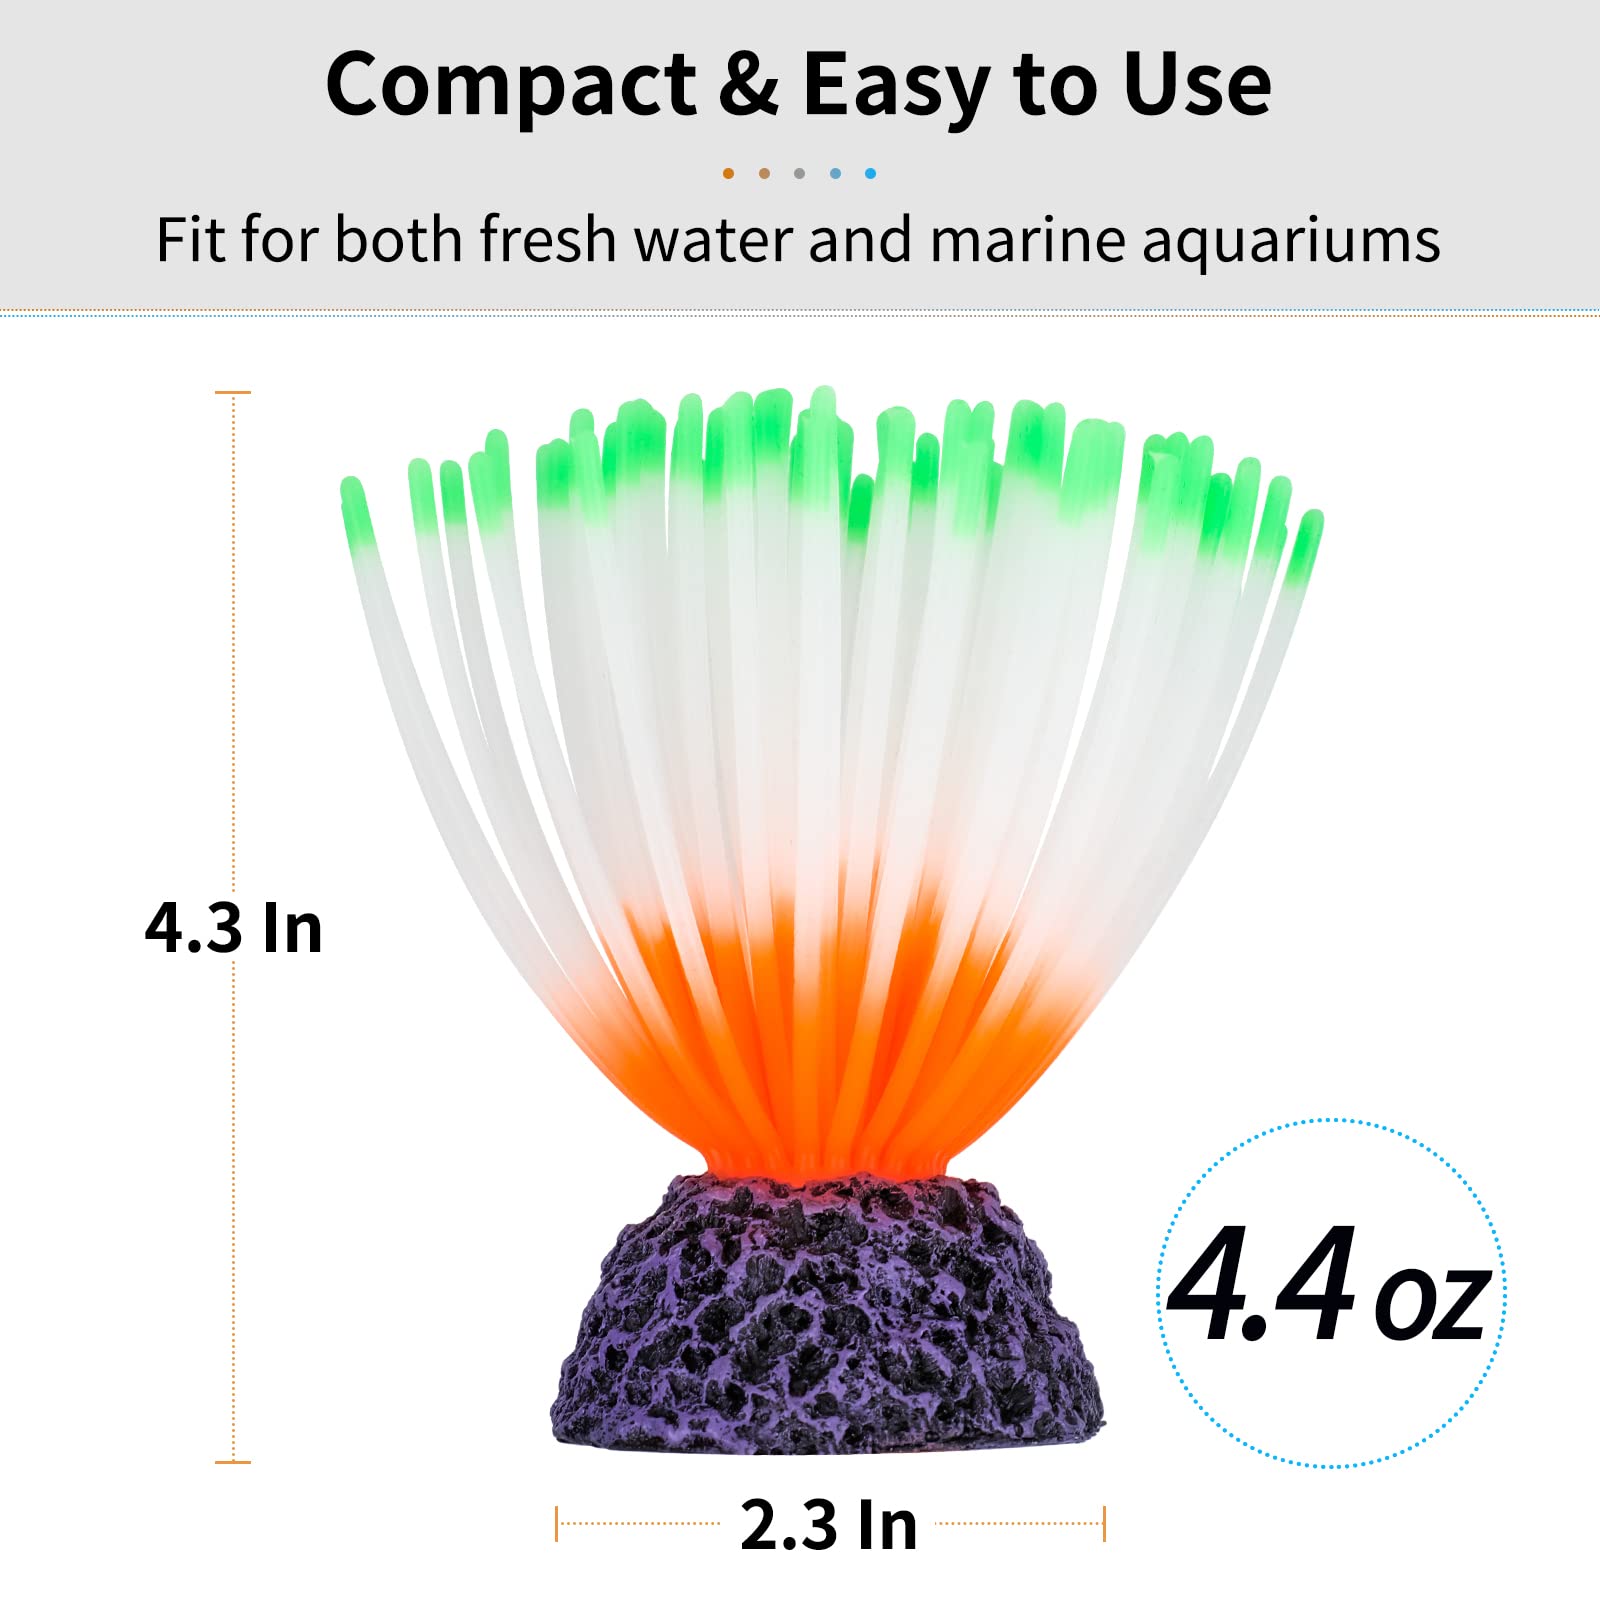 Compact & Easy to Use
Fit for both fresh water and marine aquariums
4.3 In
4.4 oz
2.3 In